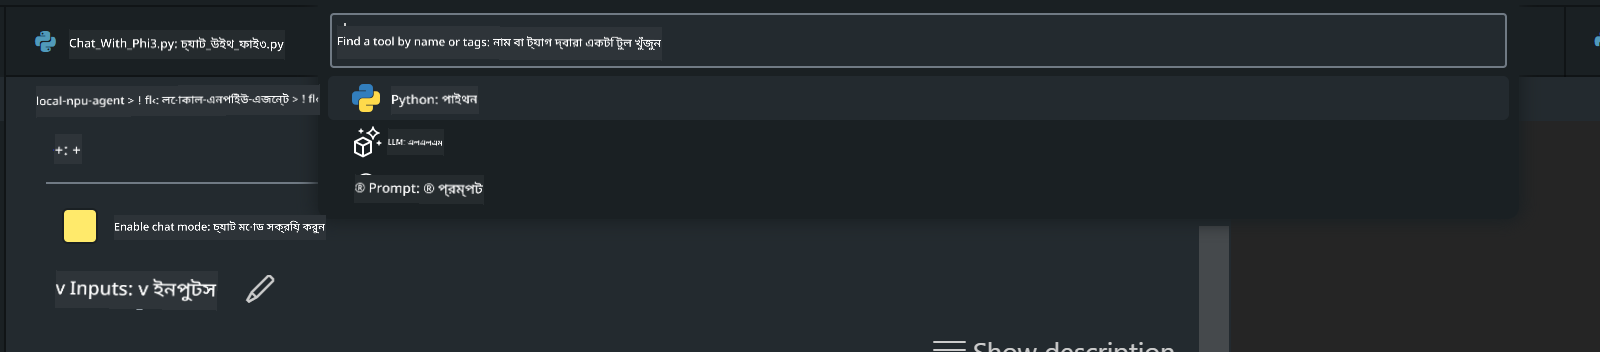 Chat_With_Phi3.py: চ্যাট_উইথ_ফাই৩.py
Find a tool by name or tags: নাম বা ট্যাগ দ্বারা একটি টুল খুঁজুন
local-npu-agent > ! fl‹: লোকাল-এনপিইউ-এজেন্ট > ! fl‹
Python: পাইথন
+: +
LLM: এলএলএম
® Prompt: ® প্রম্পট
Enable chat mode: চ্যাট মোড সক্রিয় করুন
v Inputs: v ইনপুটস
Show description